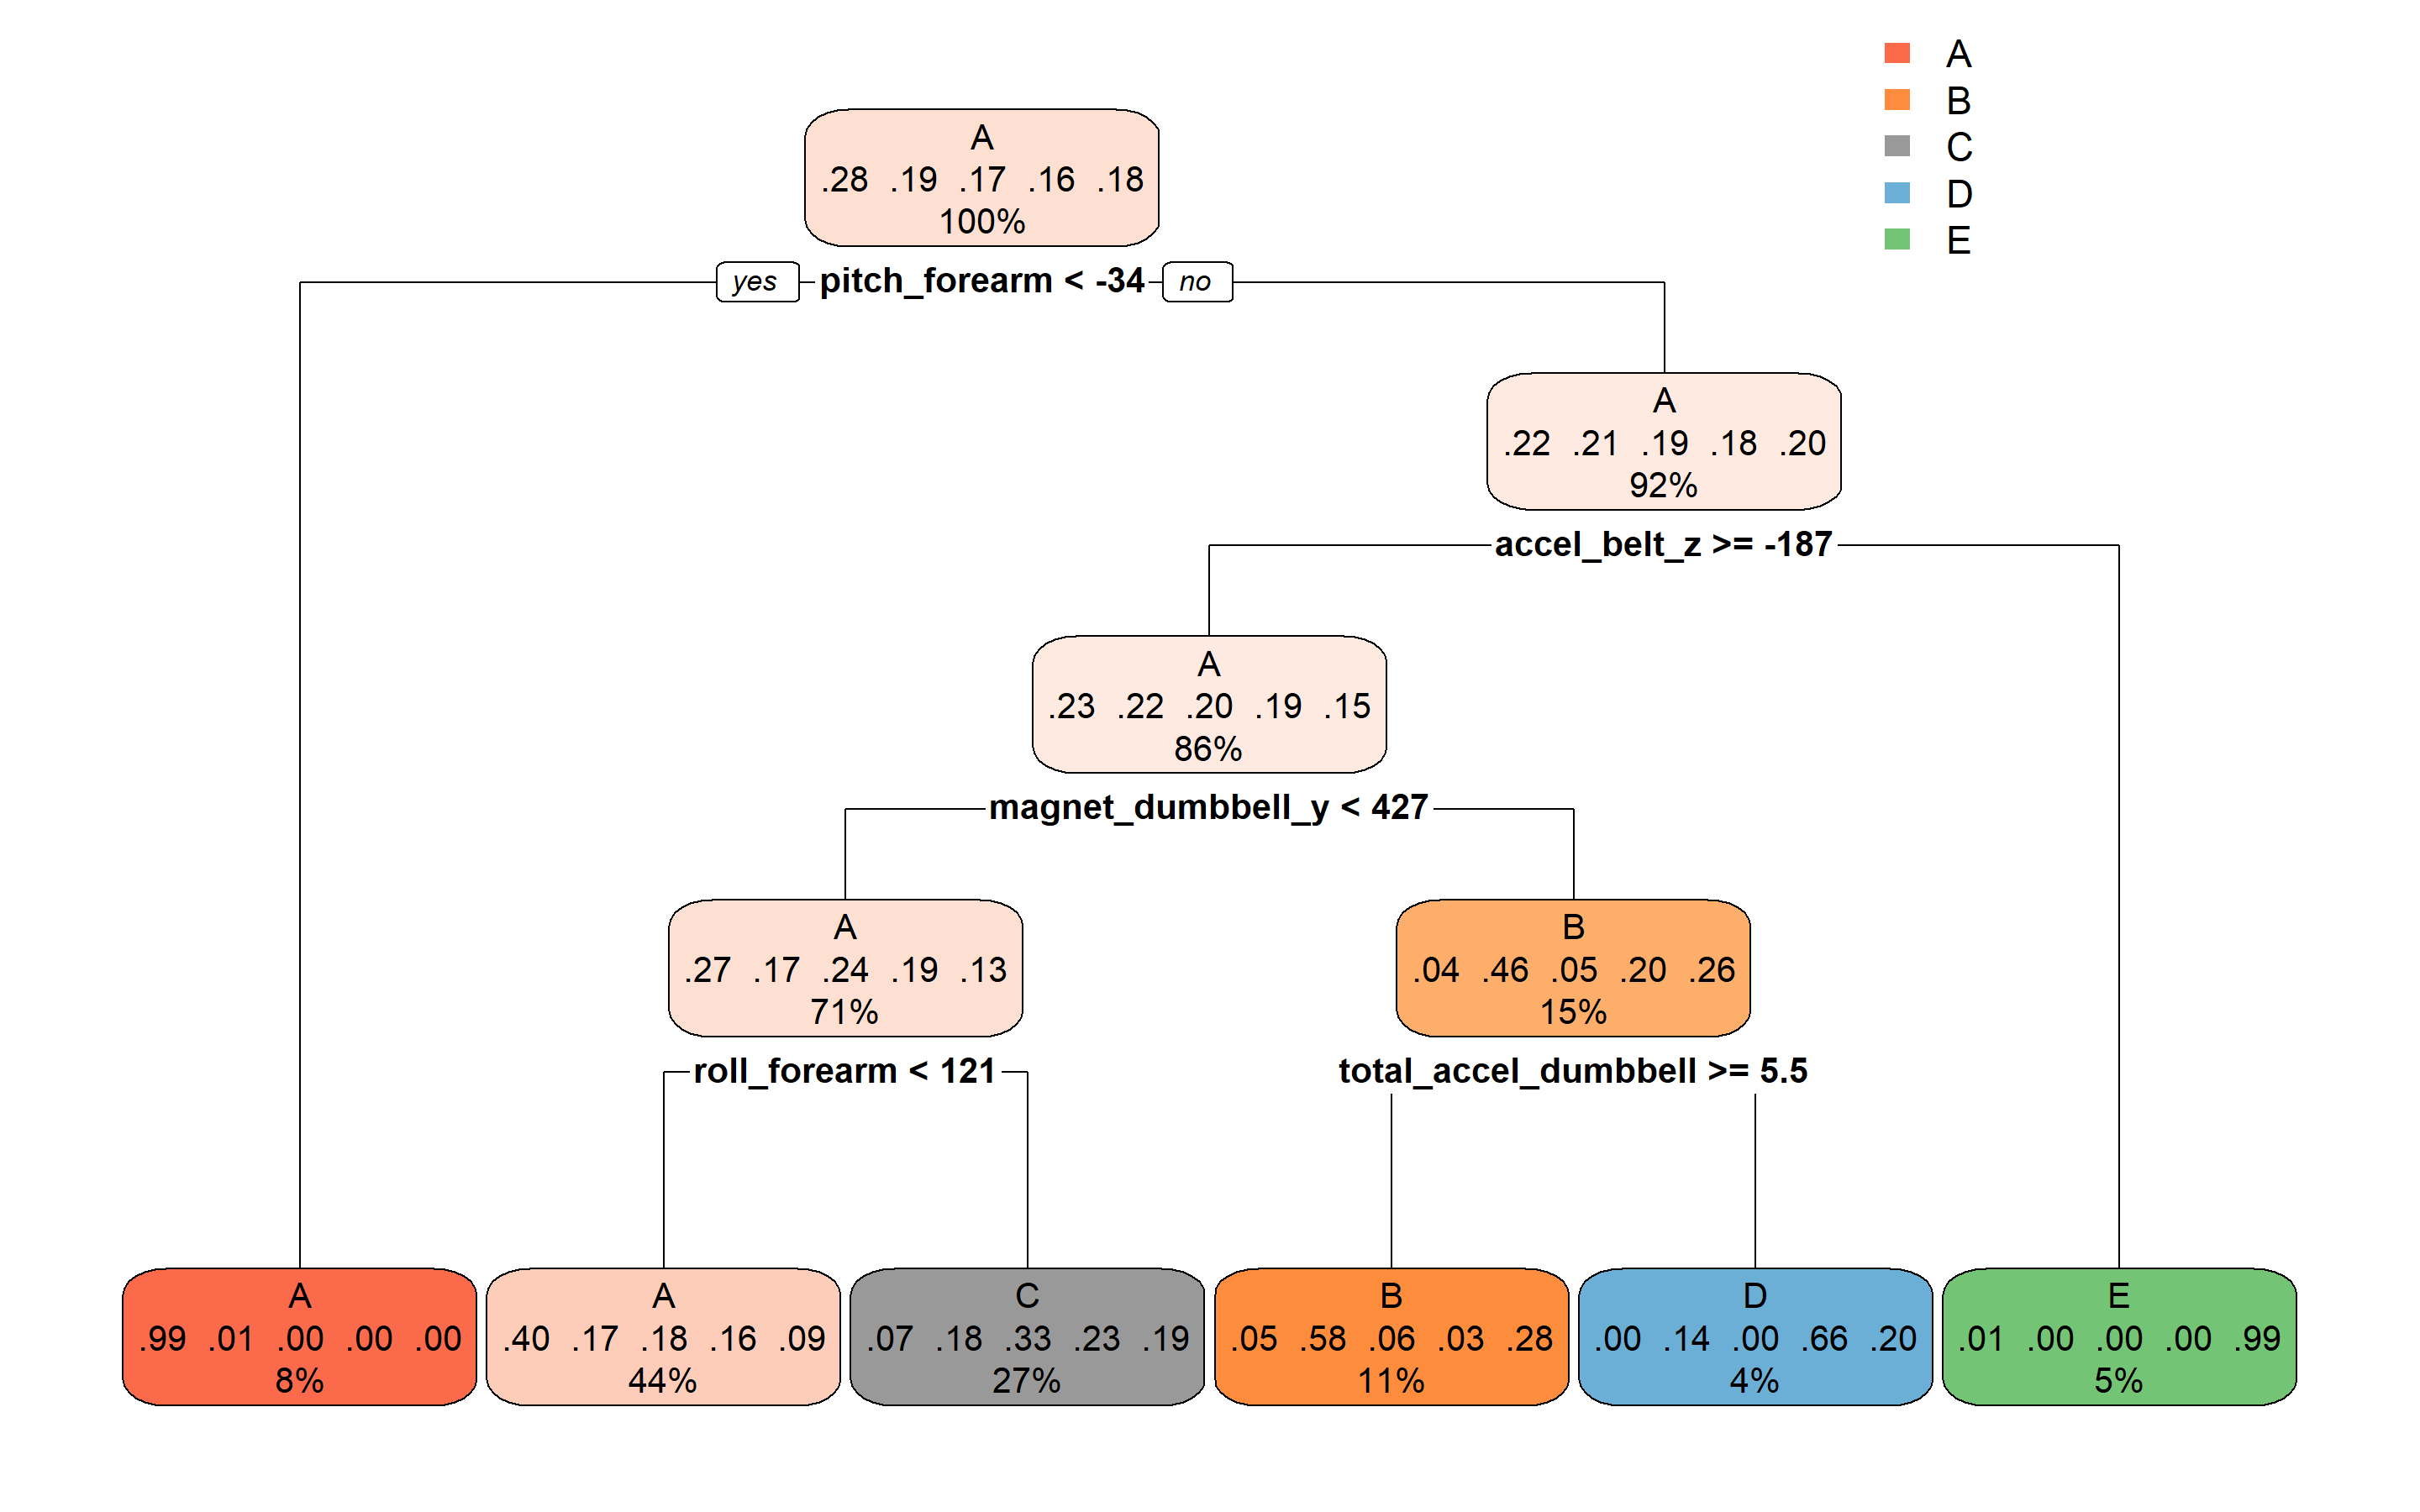 A
B
C
D
E
A
.28 .19 .17 .16 .18
100%
yes pitch_forearm < -34 no
A
.22 .21 .19 .18 .20
92%
accel_belt_z >= -187
A
.23 .22 .20 .19 .15
86%
magnet_dumbbell_y < 427
A
.27 .17 .24 .19 .13
71%
B
.04 .46 .05 .20 .26
15%
roll_forearm < 121
total_accel_dumbbell >= 5.5
A
.99 .01 .00 .00 .00
8%
A
.40 .17 .18 .16 .09
44%
C
.07 .18 .33 .23 .19
27%
B
.05 .58 .06 .03 .28
11%
D
.00 .14 .00 .66 .20
4%
E
.01 .00 .00 .00 .99
5%